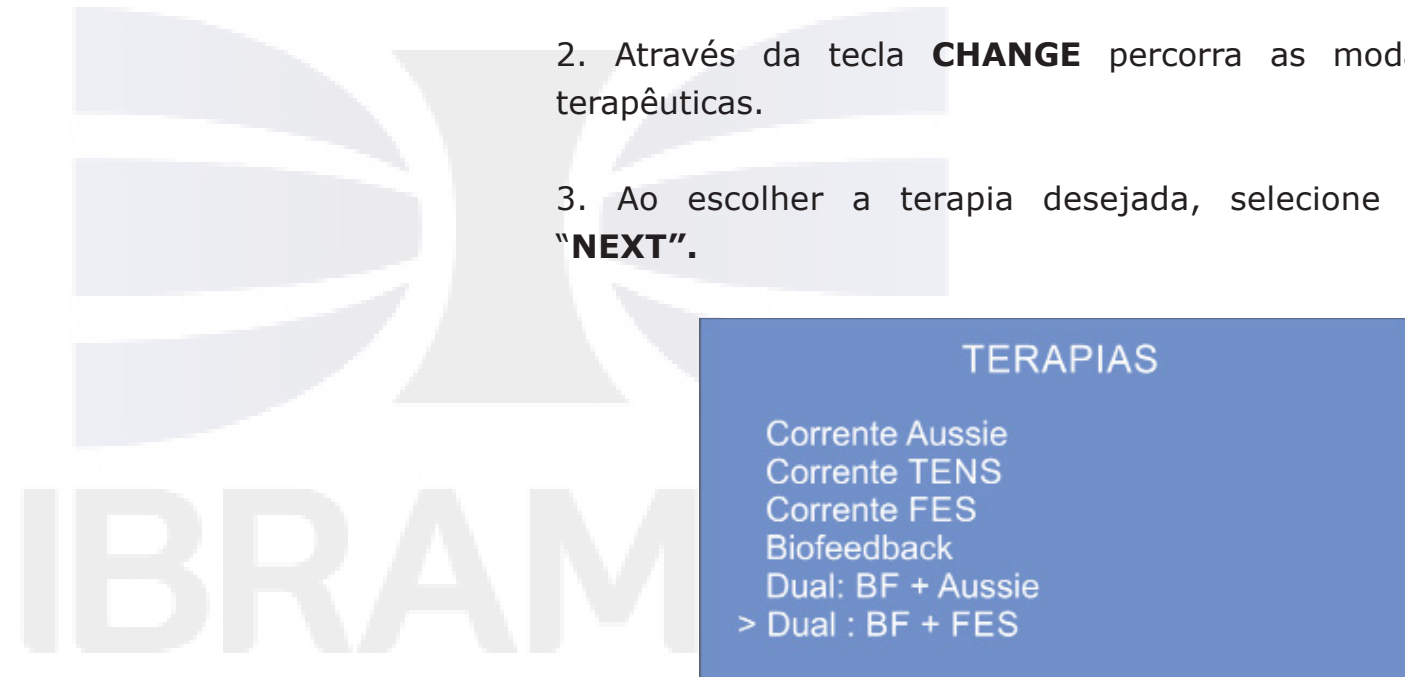 2. Através da tecla CHANGE percorra as moda
terapêuticas.
3. Ao escolher a terapia desejada, selecione
“NEXT”.
TERAPIAS
Corrente Aussie
Corrente TENS
Corrente FES
Biofeedback
Dual: BF + Aussie
> Dual : BF + FES
IBRAM